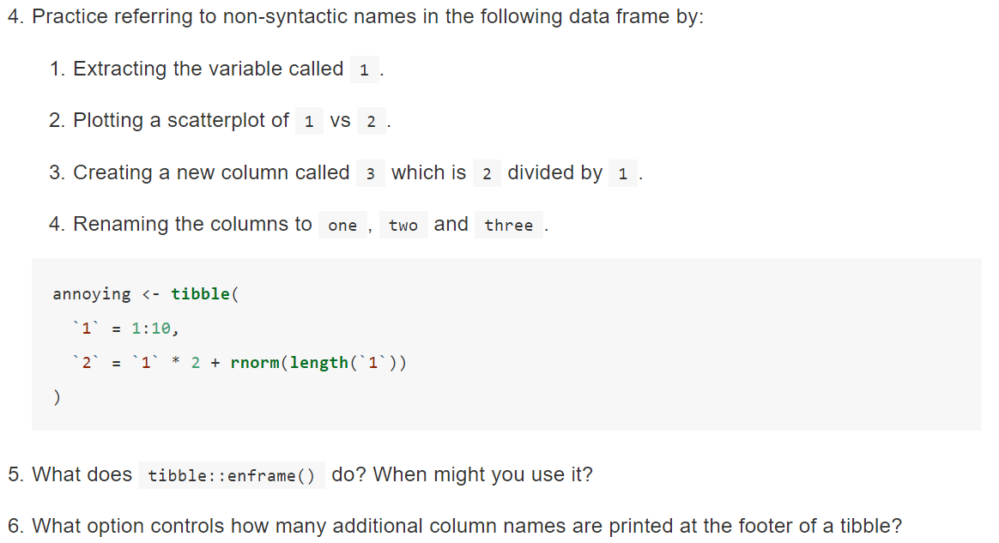 4. Practice referring to non-syntactic names in the following data frame by:
1. Extracting the variable called 1 .
2. Plotting a scatterplot of 1 vs 2 .
3. Creating a new column called 3 which is 2 divided by 1 .
4. Renaming the columns to one , two and three .
annoying <- tibble(
  `1` = 1:10,
  `2` = `1` * 2 + rnorm(length(`1`))
)
5. What does tibble::enframe() do? When might you use it?
6. What option controls how many additional column names are printed at the footer of a tibble?